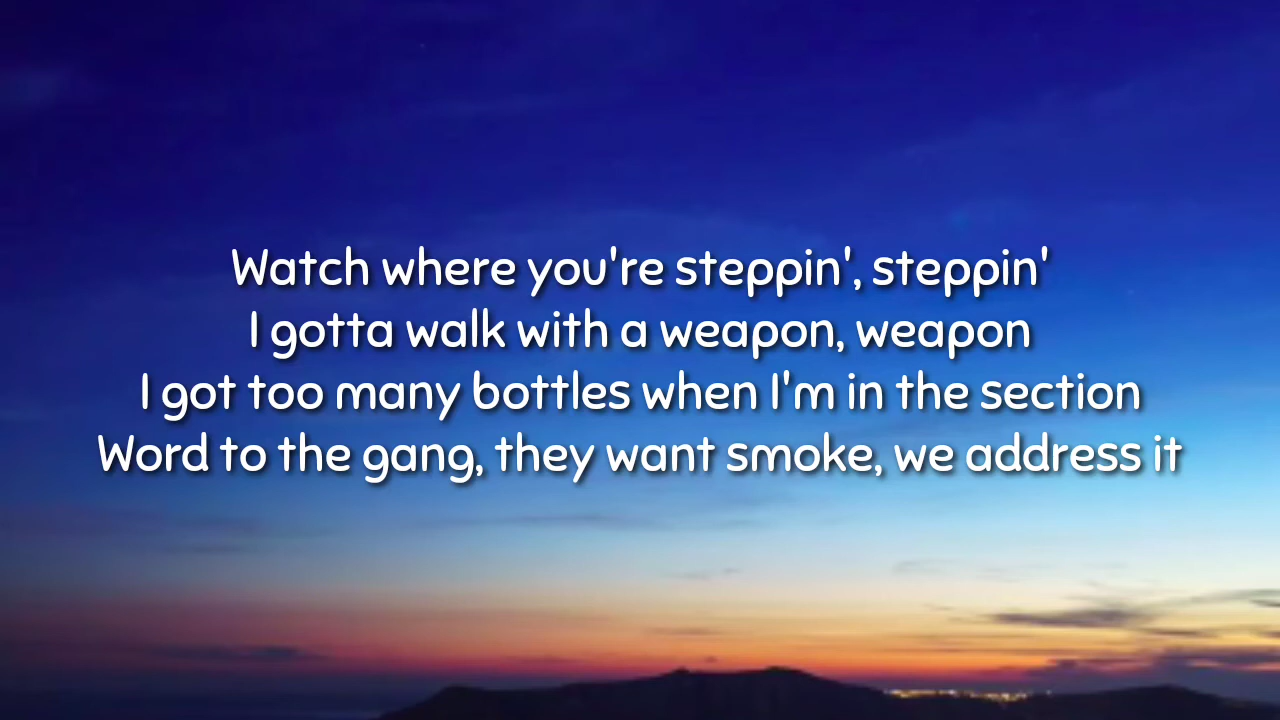 Watch where you're steppin', steppin'
I gotta walk with a weapon, weapon
I got too many bottles when I'm in the section
Word to the gang, they want smoke, we address it